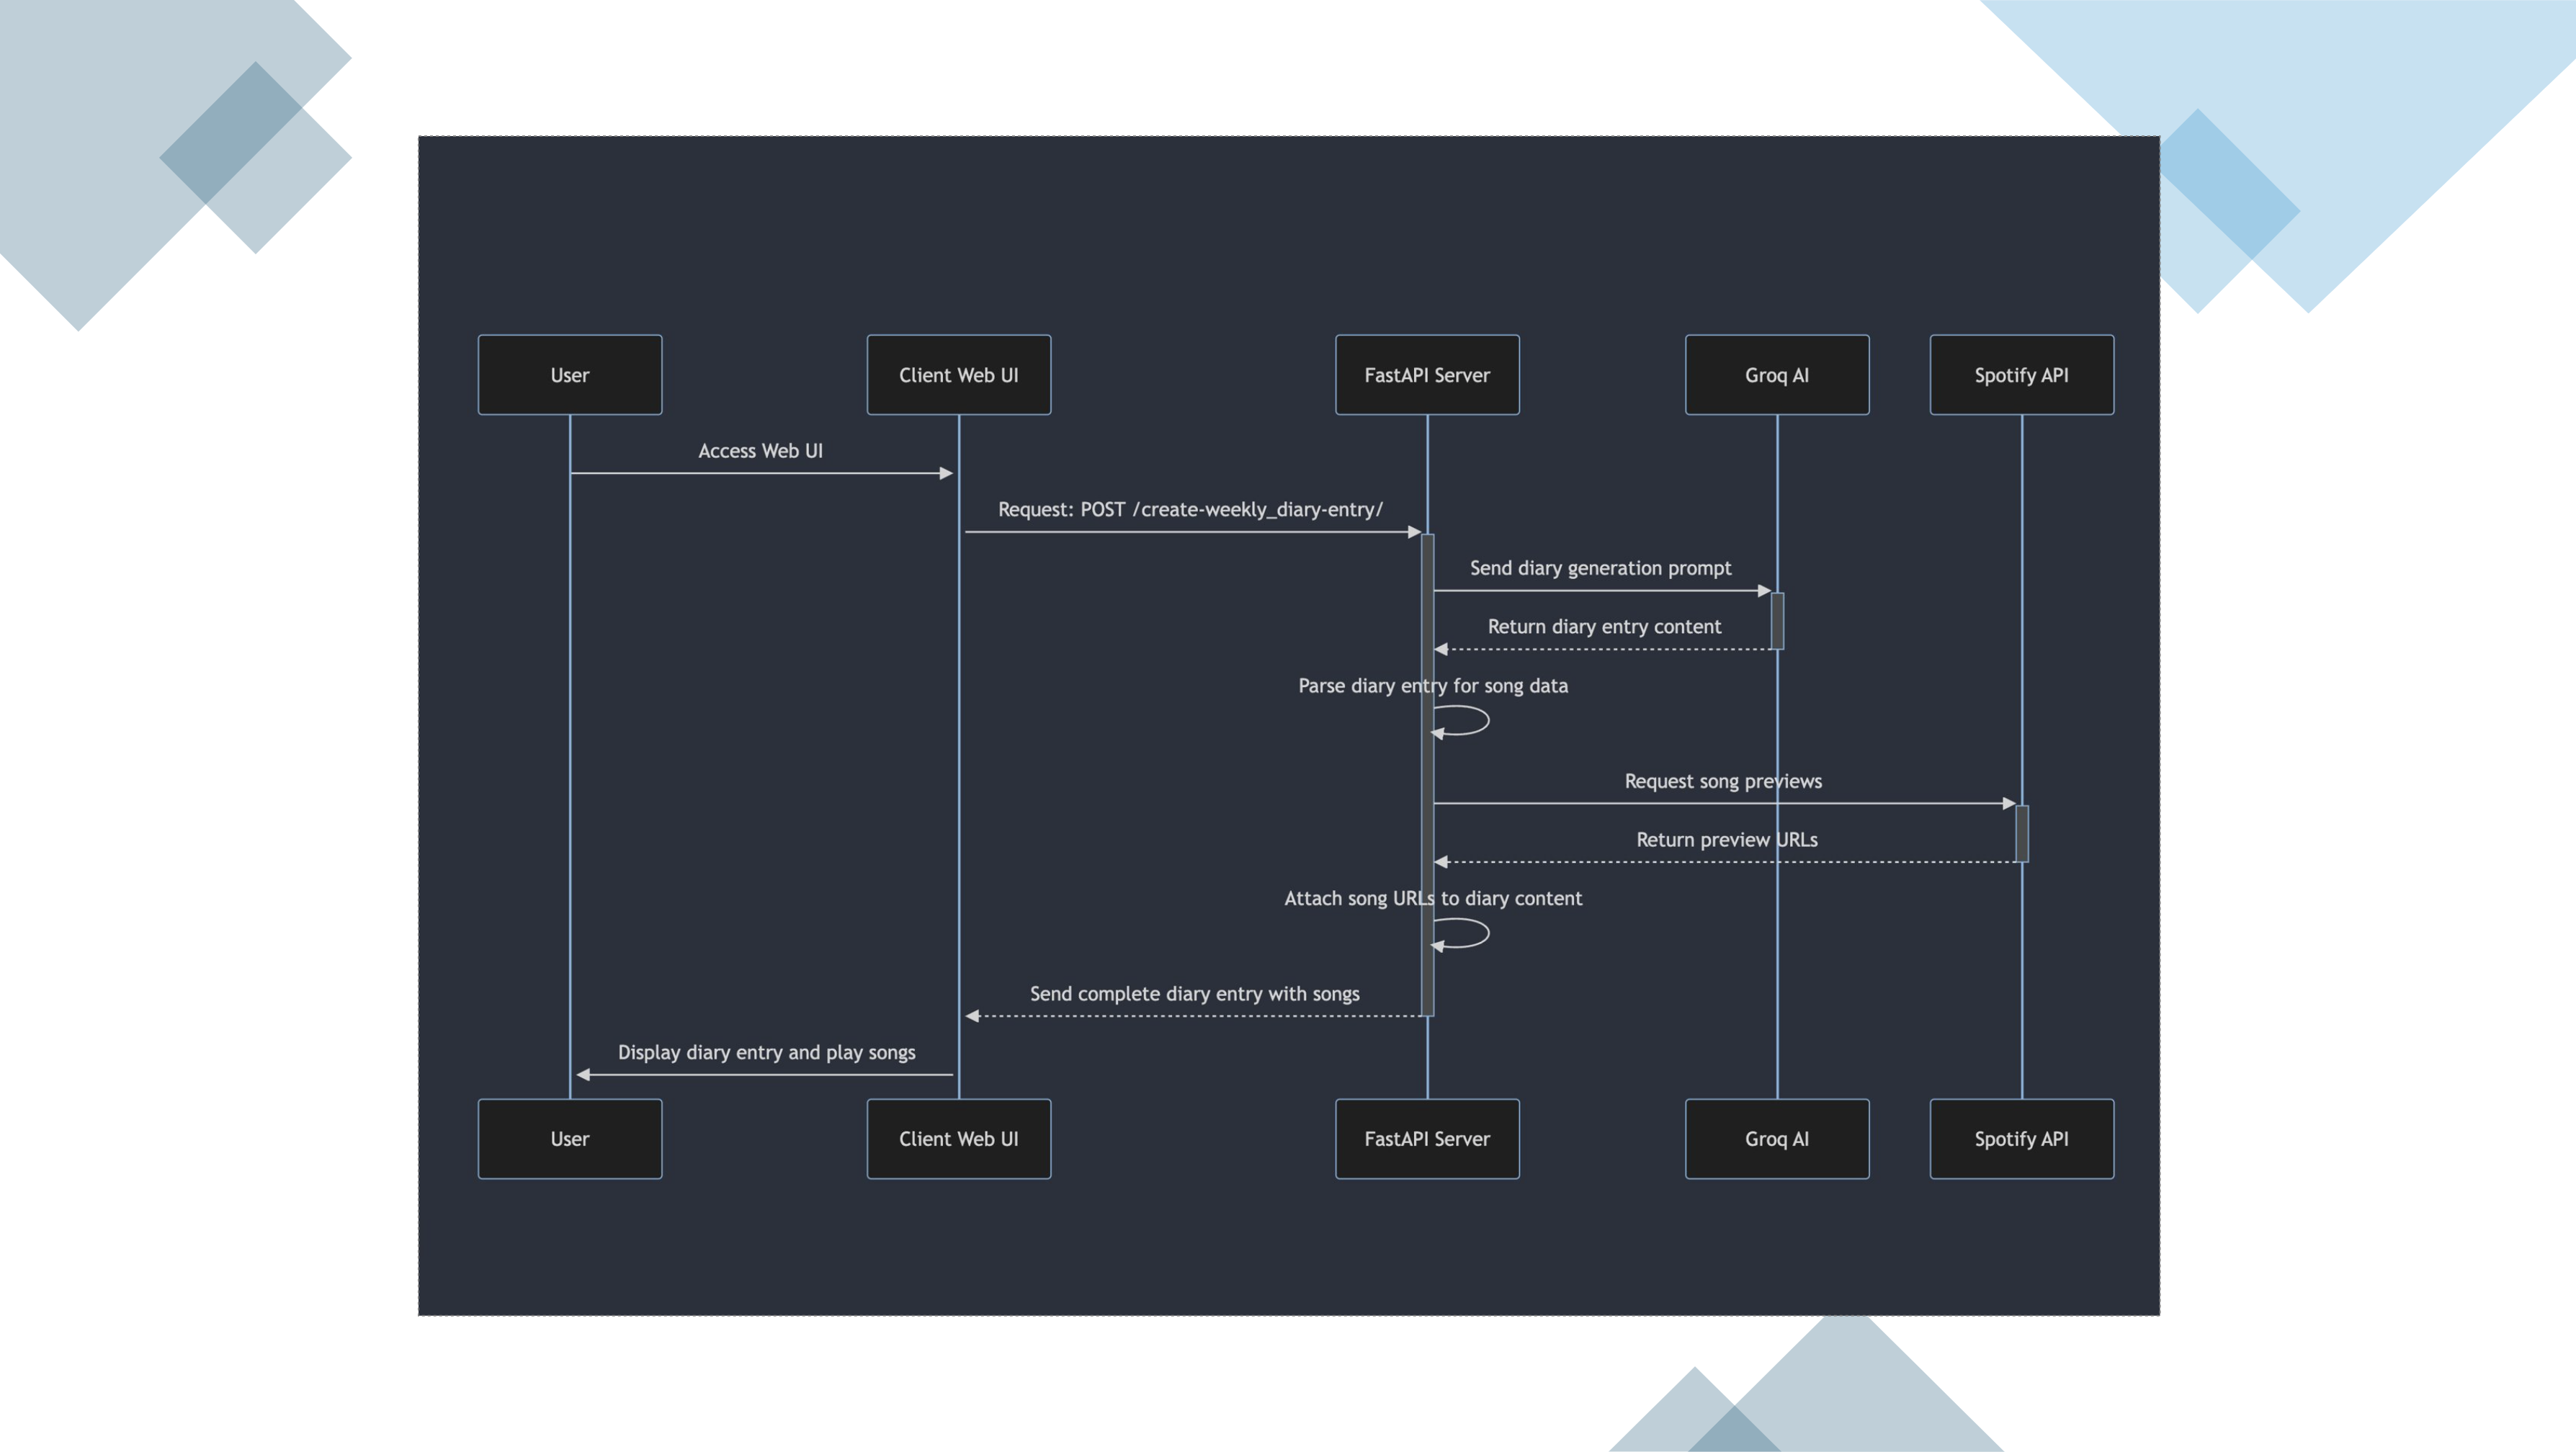 User
Client Web UI
FastAPI Server
Groq AI
Spotify API
Access Web UI
Request: POST /create-weekly_diary-entry/
Send diary generation prompt
Return diary entry content
Parse diary entry for song data
Request song previews
Return preview URLs
Attach song URLs to diary content
Send complete diary entry with songs
Display diary entry and play songs
User
Client Web UI
FastAPI Server
Groq AI
Spotify API